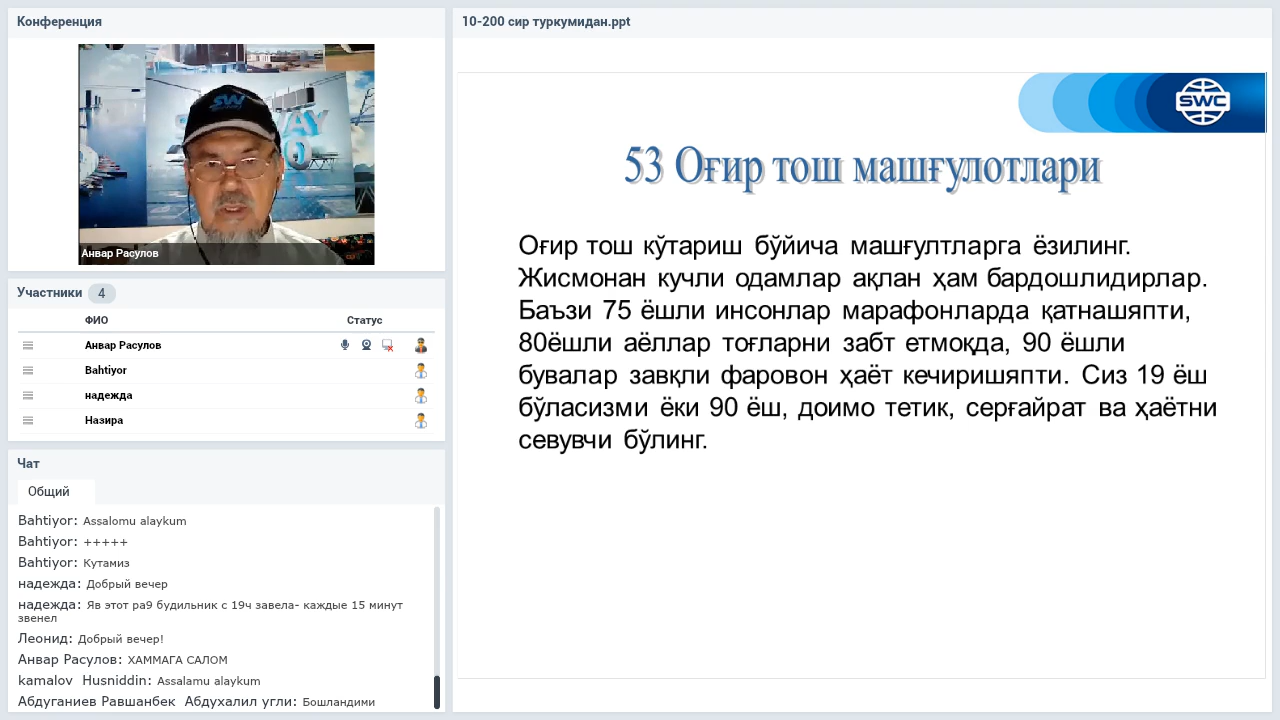 Конференция
SW
Анвар Расулов
Участники 4
ФИО Статус
Анвар Расулов
Bahtiyor
надежда
Назира
Чат
Общий
Bahtiyor: Assalomu alaykum
Bahtiyor: +++++
Bahtiyor: Кутамиз
надежда: Добрый вечер
надежда: Яв этот ра9 будильник с 19ч завела- каждые 15 минут
звенел
Леонид: Добрый вечер!
Анвар Расулов: ХАММАГА САЛОМ
kamalov Husniddin: Assalamu alaykum
Абдуганиев Равшанбек Абдухалил угли: Бошландими
10-200 сир туркумидан.ppt
SWC
53 Оғир тош машғулотлари
Оғир тош кўтариш бўйича машғултларга ёзилинг.
Жисмонан кучли одамлар ақлан ҳам бардошлидирлар.
Баъзи 75 ёшли инсонлар марафонларда қатнашяпти,
80ёшли аёллар тоғларни забт етмоқда, 90 ёшли
бувалар завқли фаровон ҳаёт кечиришяпти. Сиз 19 ёш
бўласизми ёки 90 ёш, доимо тетик, серғайрат ва ҳаётни
севувчи бўлинг.